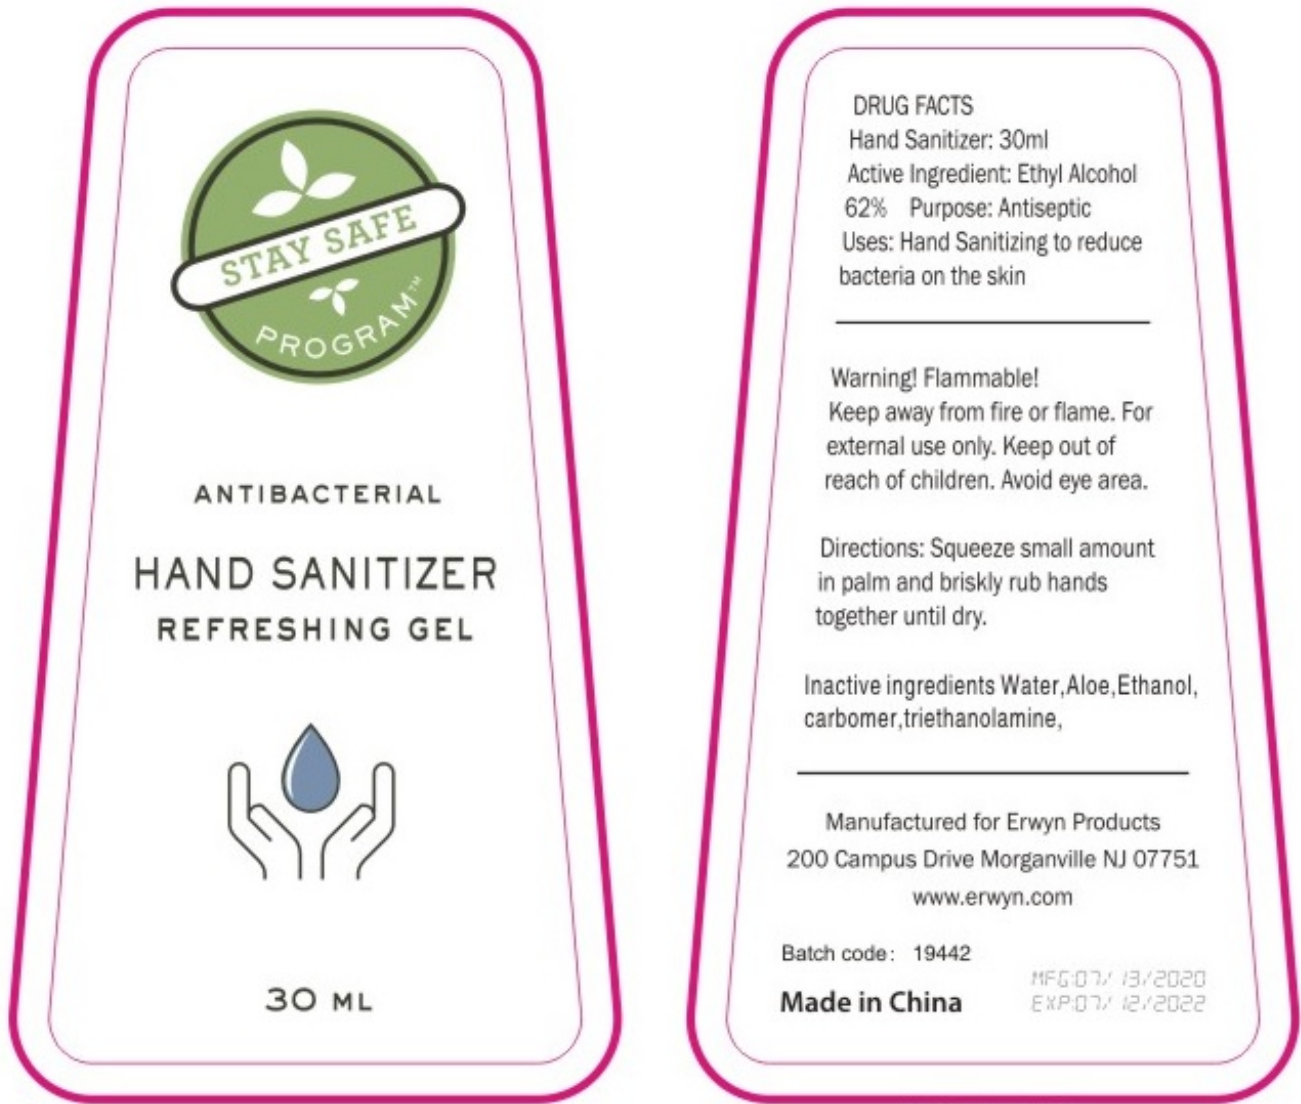 STAY SAFE
PROGRAM™
ANTIBACTERIAL
HAND SANITIZER
REFRESHING GEL
30 ML
DRUG FACTS
Hand Sanitizer: 30ml
Active Ingredient: Ethyl Alcohol
62% Purpose: Antiseptic
Uses: Hand Sanitizing to reduce
bacteria on the skin
Warning! Flammable!
Keep away from fire or flame. For
external use only. Keep out of
reach of children. Avoid eye area.
Directions: Squeeze small amount
in palm and briskly rub hands
together until dry.
Inactive ingredients Water,Aloe,Ethanol,
carbomer,triethanolamine,
Manufactured for Erwyn Products
200 Campus Drive Morganville NJ 07751
www.erwyn.com
Batch code: 19442
MFG:07/13/2020
Made in China
EXP:07/12/2022